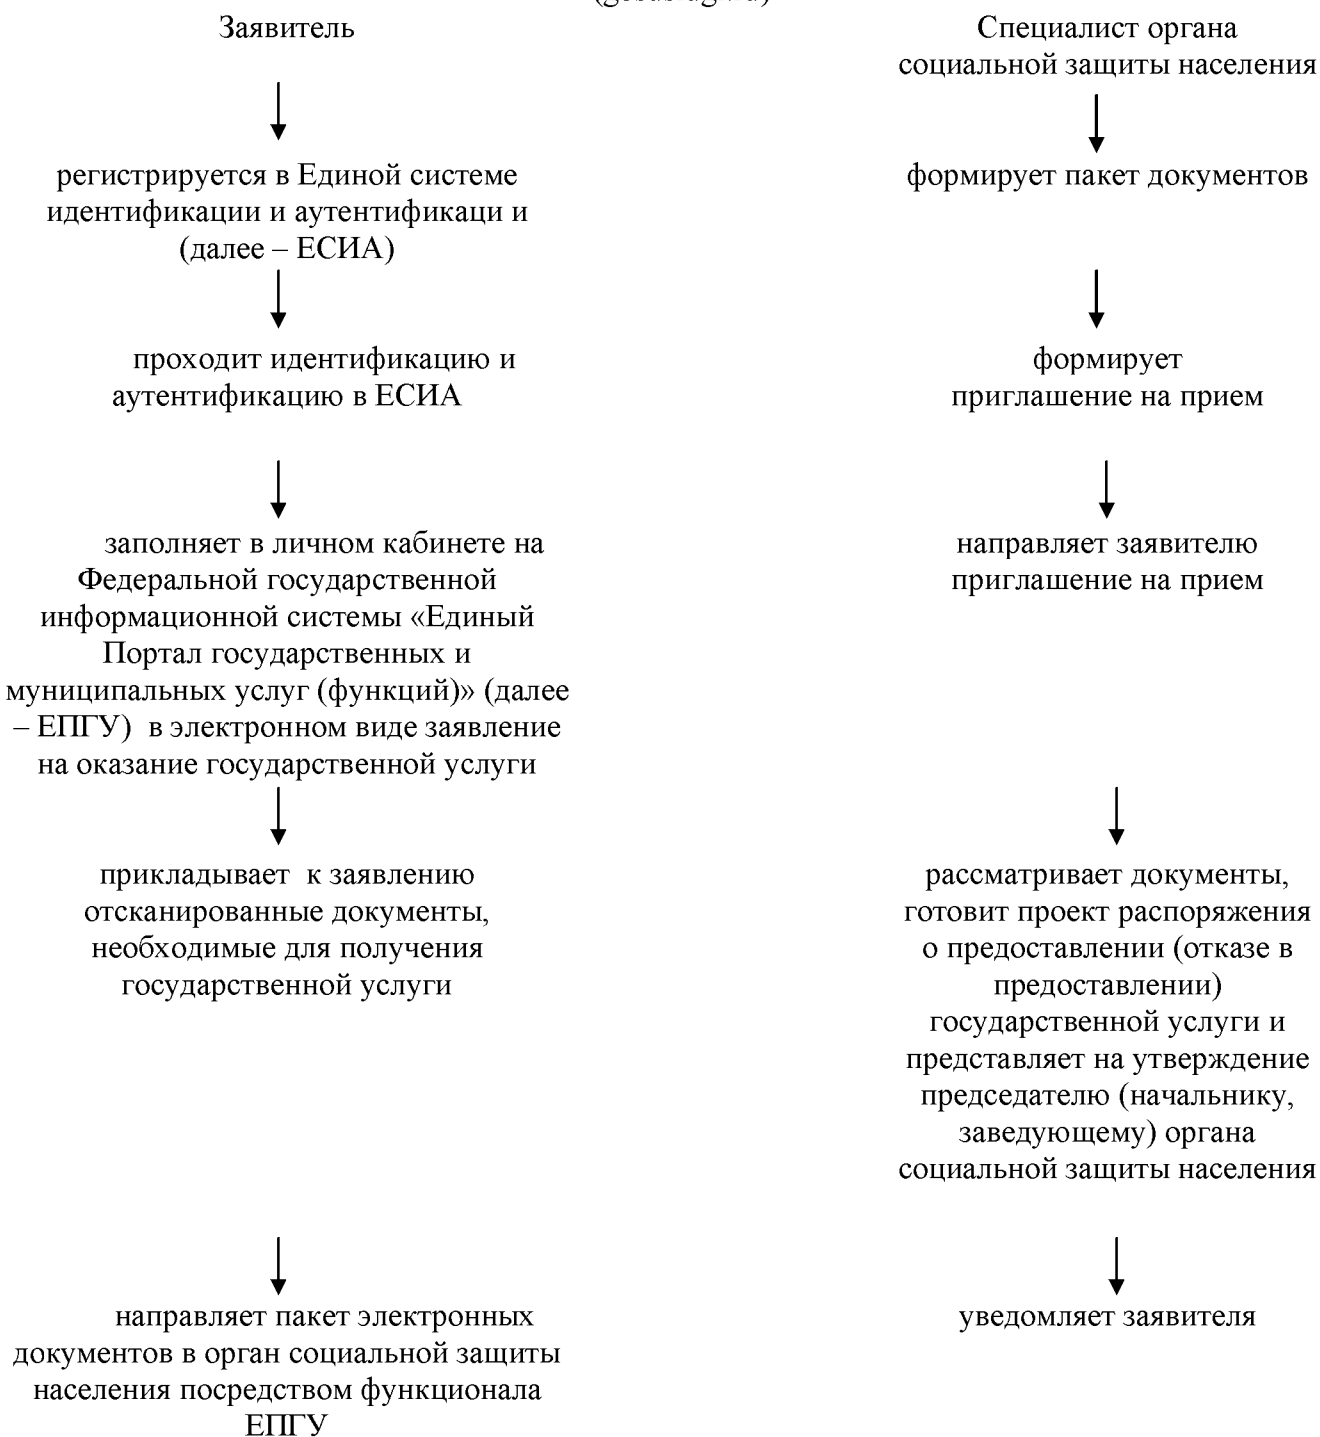 Заявитель
регистрируется в Единой системе
идентификации и аутентификаци и
(далее – ЕСИА)
проходит идентификацию и
аутентификацию в ЕСИА
заполняет в личном кабинете на
Федеральной государственной
информационной системы «Единый
Портал государственных и
муниципальных услуг (функций)» (далее
– ЕПГУ)  в электронном виде заявление
на оказание государственной услуги
прикладывает  к заявлению
отсканированные документы,
необходимые для получения
государственной услуги
направляет пакет электронных
документов в орган социальной защиты
населения посредством функционала
ЕПГУ
Специалист органа
социальной защиты населения
формирует пакет документов
формирует
приглашение на прием
направляет заявителю
приглашение на прием
рассматривает документы,
готовит проект распоряжения
о предоставлении (отказе в
предоставлении)
государственной услуги и
представляет на утверждение
председателю (начальнику,
заведующему) органа
социальной защиты населения
уведомляет заявителя